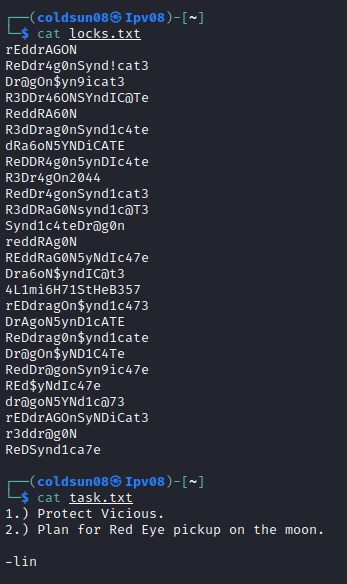 ┌──(coldsun08㉿Ipv08)-[~]
└─$ cat locks.txt
rEddrAGON
ReDdr4g0nSynd!cat3
Dr@gOn$yn9icat3
R3DDr46ONSYndIC@Te
ReddRA60N
R3dDrag0nSynd1c4te
dRa6oN5YNDiCATE
ReDDR4g0n5ynDIc4te
R3Dr4gOn2044
RedDr4gonSynd1cat3
R3dDRaG0Nsynd1c@T3
Synd1c4teDr@g0n
reddRAg0N
REddRaG0N5yNdIc47e
Dra6oN$yndIC@t3
4L1mi6H71StHeB357
rEDdragOn$ynd1c473
DrAgoN5ynD1cATE
ReDdrag0n$ynd1cate
Dr@gOn$yND1C4Te
RedDr@gonSyn9ic47e
REd$yNdIc47e
dr@goN5YNd1c@73
rEDdrAGOnSyNDiCat3
r3ddr@g0N
ReDSynd1ca7e
┌──(coldsun08㉿Ipv08)-[~]
└─$ cat task.txt
1.) Protect Vicious.
2.) Plan for Red Eye pickup on the moon.
-lin